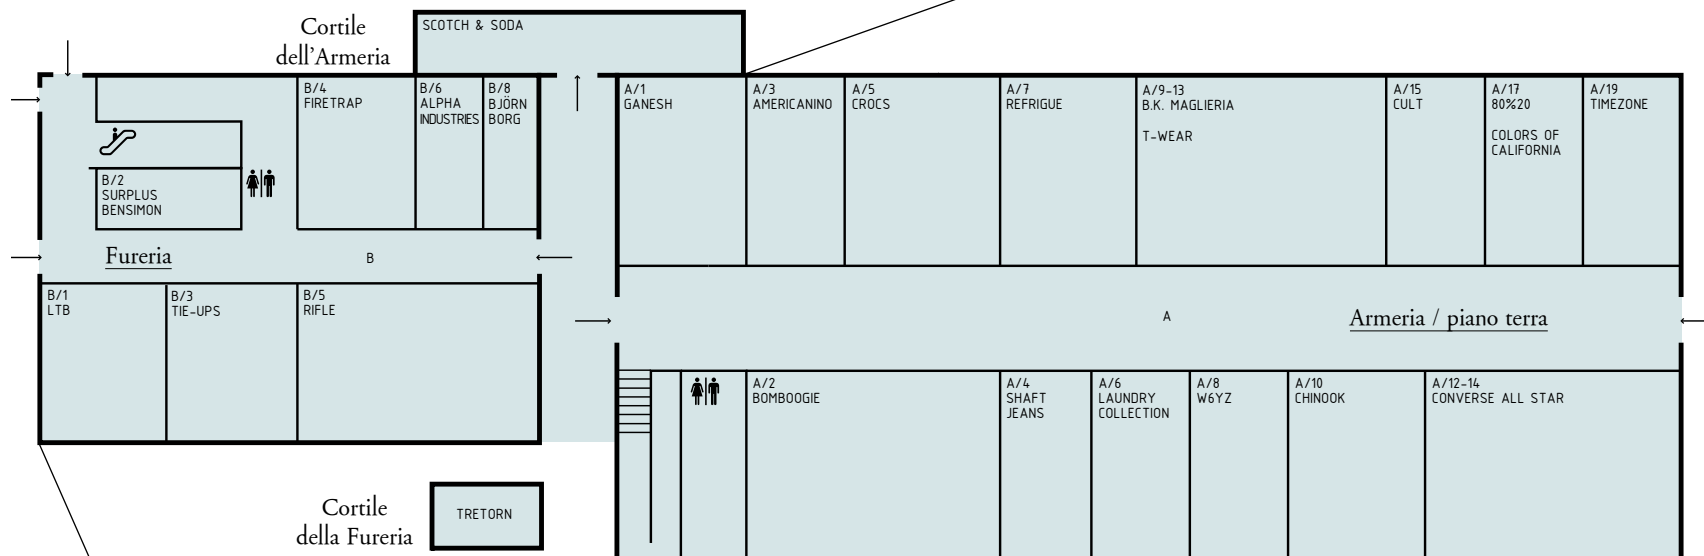 Cortile
dell'Armeria
SCOTCH & SODA
B/4
FIRETRAP
B/6
ALPHA
INDUSTRIES
B/8
BJÖRN
BORG
B/2
SURPLUS
BENSIMON
Fureria
B
B/1
LTB
B/3
TIE-UPS
B/5
RIFLE
Cortile
della Fureria
TRETORN
A/1
GANESH
A/3
AMERICANINO
A/5
CROCS
A/7
REFRIGUE
A/9-13
B.K. MAGLIERIA
T-WEAR
A/15
CULT
A/17
80%20
COLORS OF
CALIFORNIA
A/19
TIMEZONE
A
Armeria / piano terra
A/2
BOMBOOGIE
A/4
SHAFT
JEANS
A/6
LAUNDRY
COLLECTION
A/8
W6YZ
A/10
CHINOOK
A/12-14
CONVERSE ALL STAR